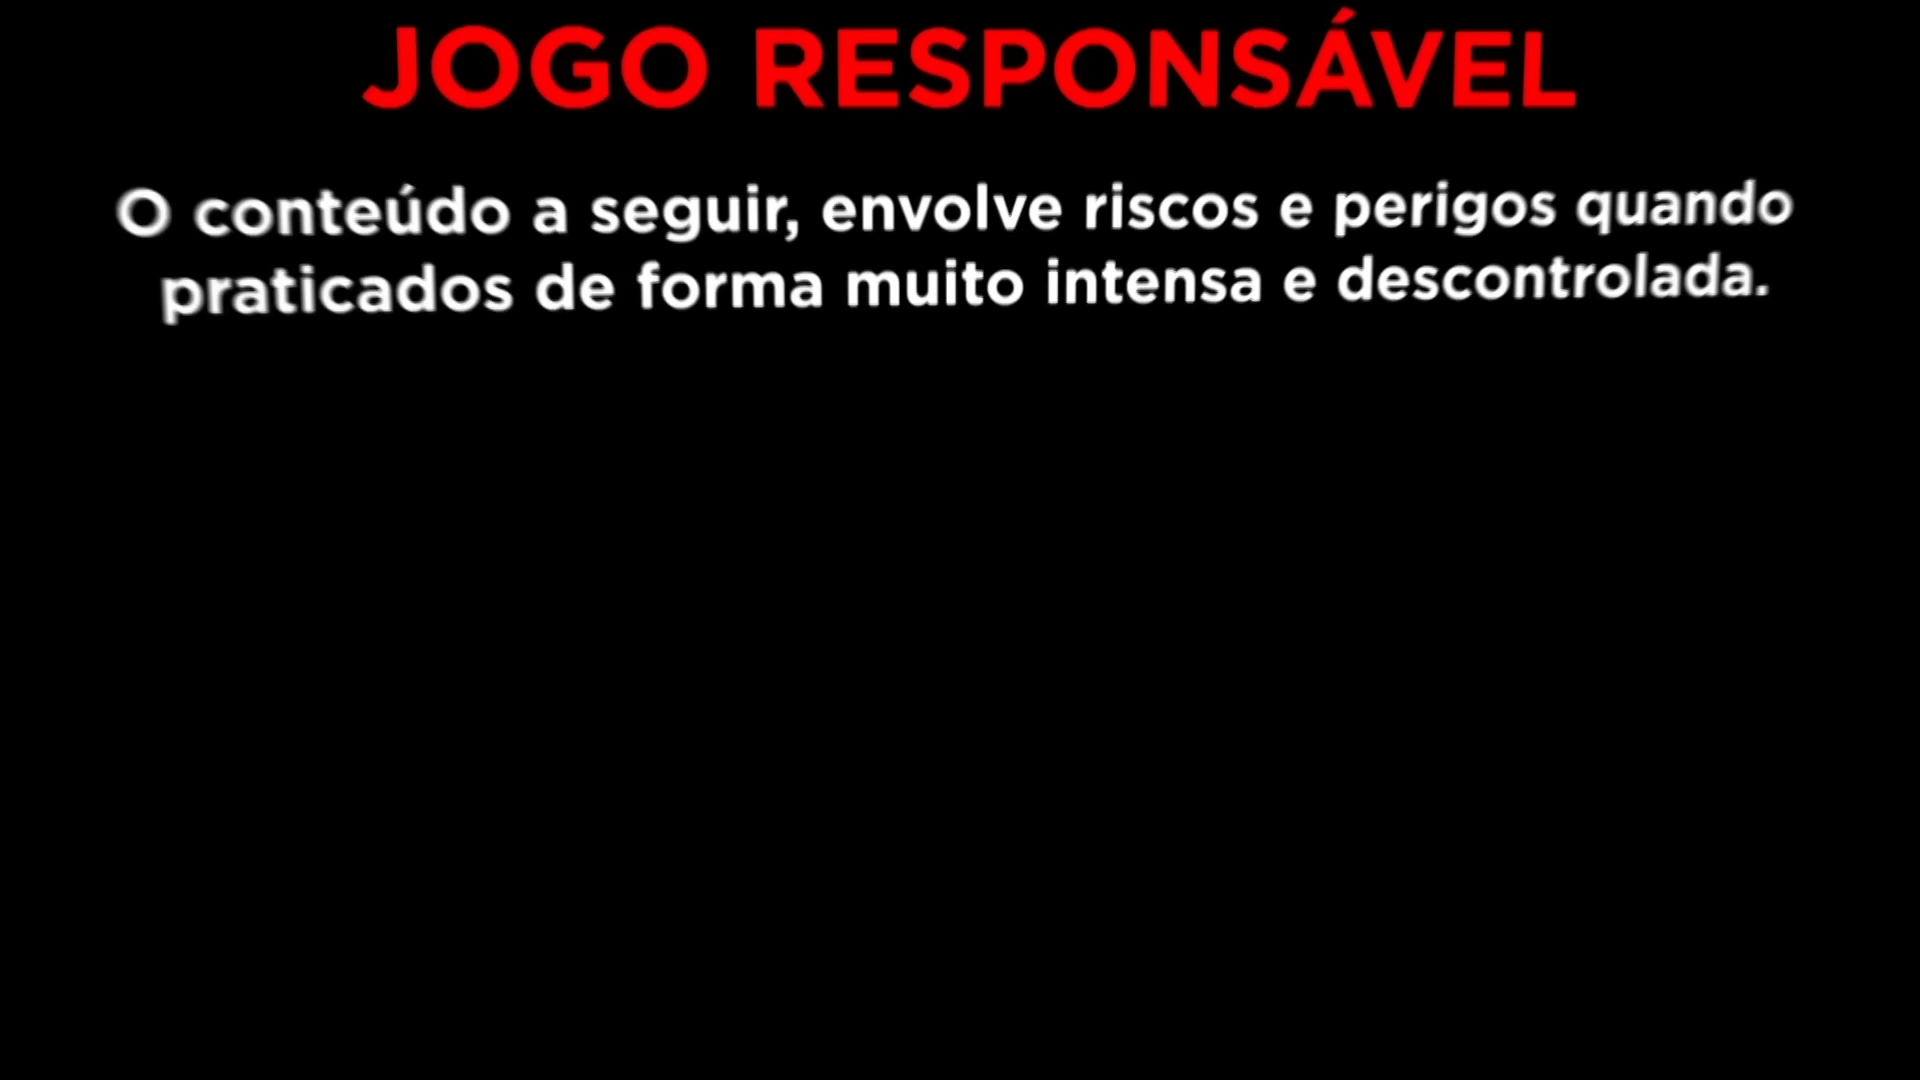 JOGO RESPONSÁVEL
O conteúdo a seguir, envolve riscos e perigos quando
praticados de forma muito intensa e descontrolada.